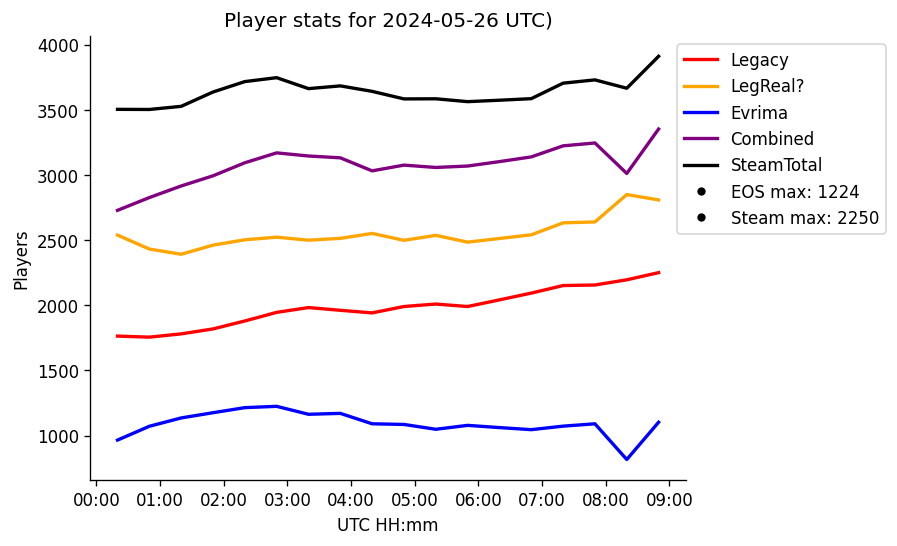 Player stats for 2024-05-26 UTC)
4000
3500
3000
2500
2000
1500
1000
Players
00:00 01:00 02:00 03:00 04:00 05:00 06:00 07:00 08:00 09:00
UTC HH:mm
Legacy
LegReal?
Evrima
Combined
SteamTotal
EOS max: 1224
Steam max: 2250